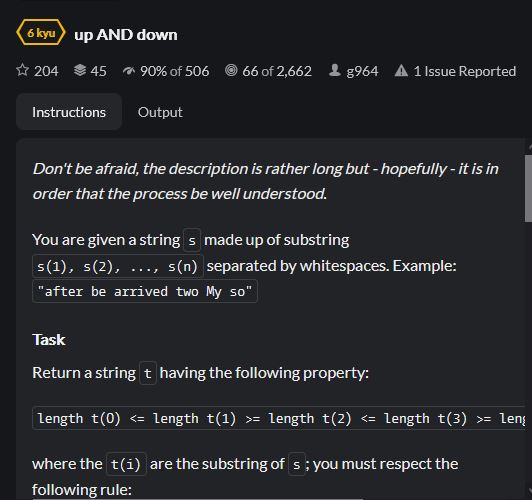 6 kyu up AND down
204 45 90% of 506 66 of 2,662 g964 1 Issue Reported
Instructions Output
Don't be afraid, the description is rather long but - hopefully - it is in
order that the process be well understood.
You are given a string s made up of substring
s(1), s(2), ..., s(n) separated by whitespaces. Example:
"after be arrived two My so"
Task
Return a string t having the following property:
length t(O) <= length t(1) >= length t(2) <= length t(3) >= leng
where the t(i) are the substring of s; you must respect the
following rule: